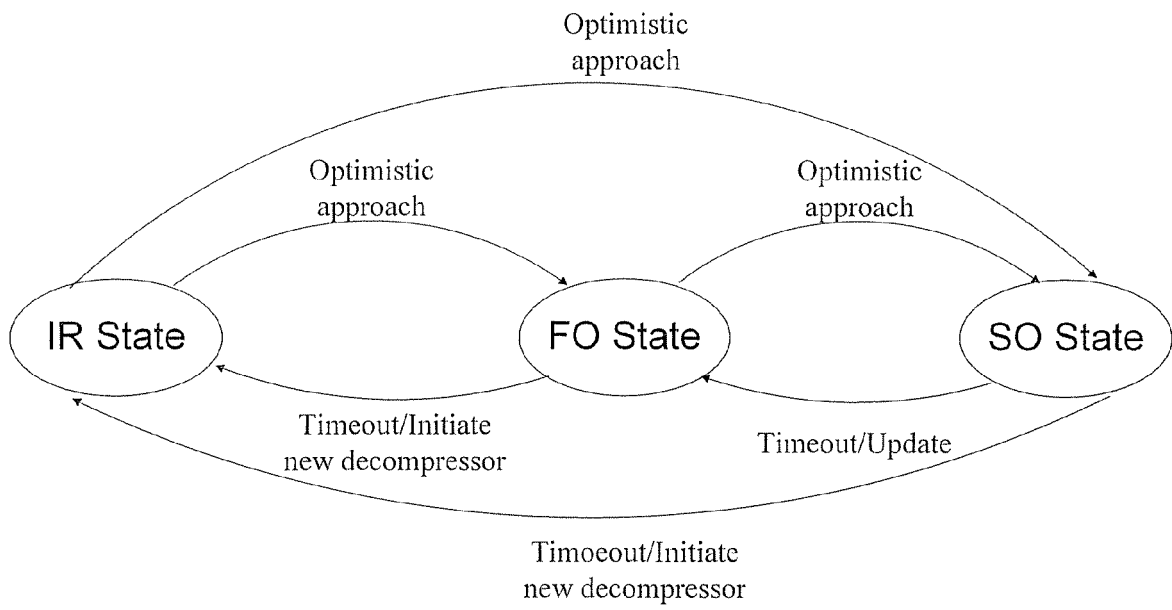 Optimistic
approach
Optimistic
approach
Optimistic
approach
IR State
FO State
SO State
Timeout/Initiate
new decompressor
Timeout/Update
Timoeout/Initiate
new decompressor